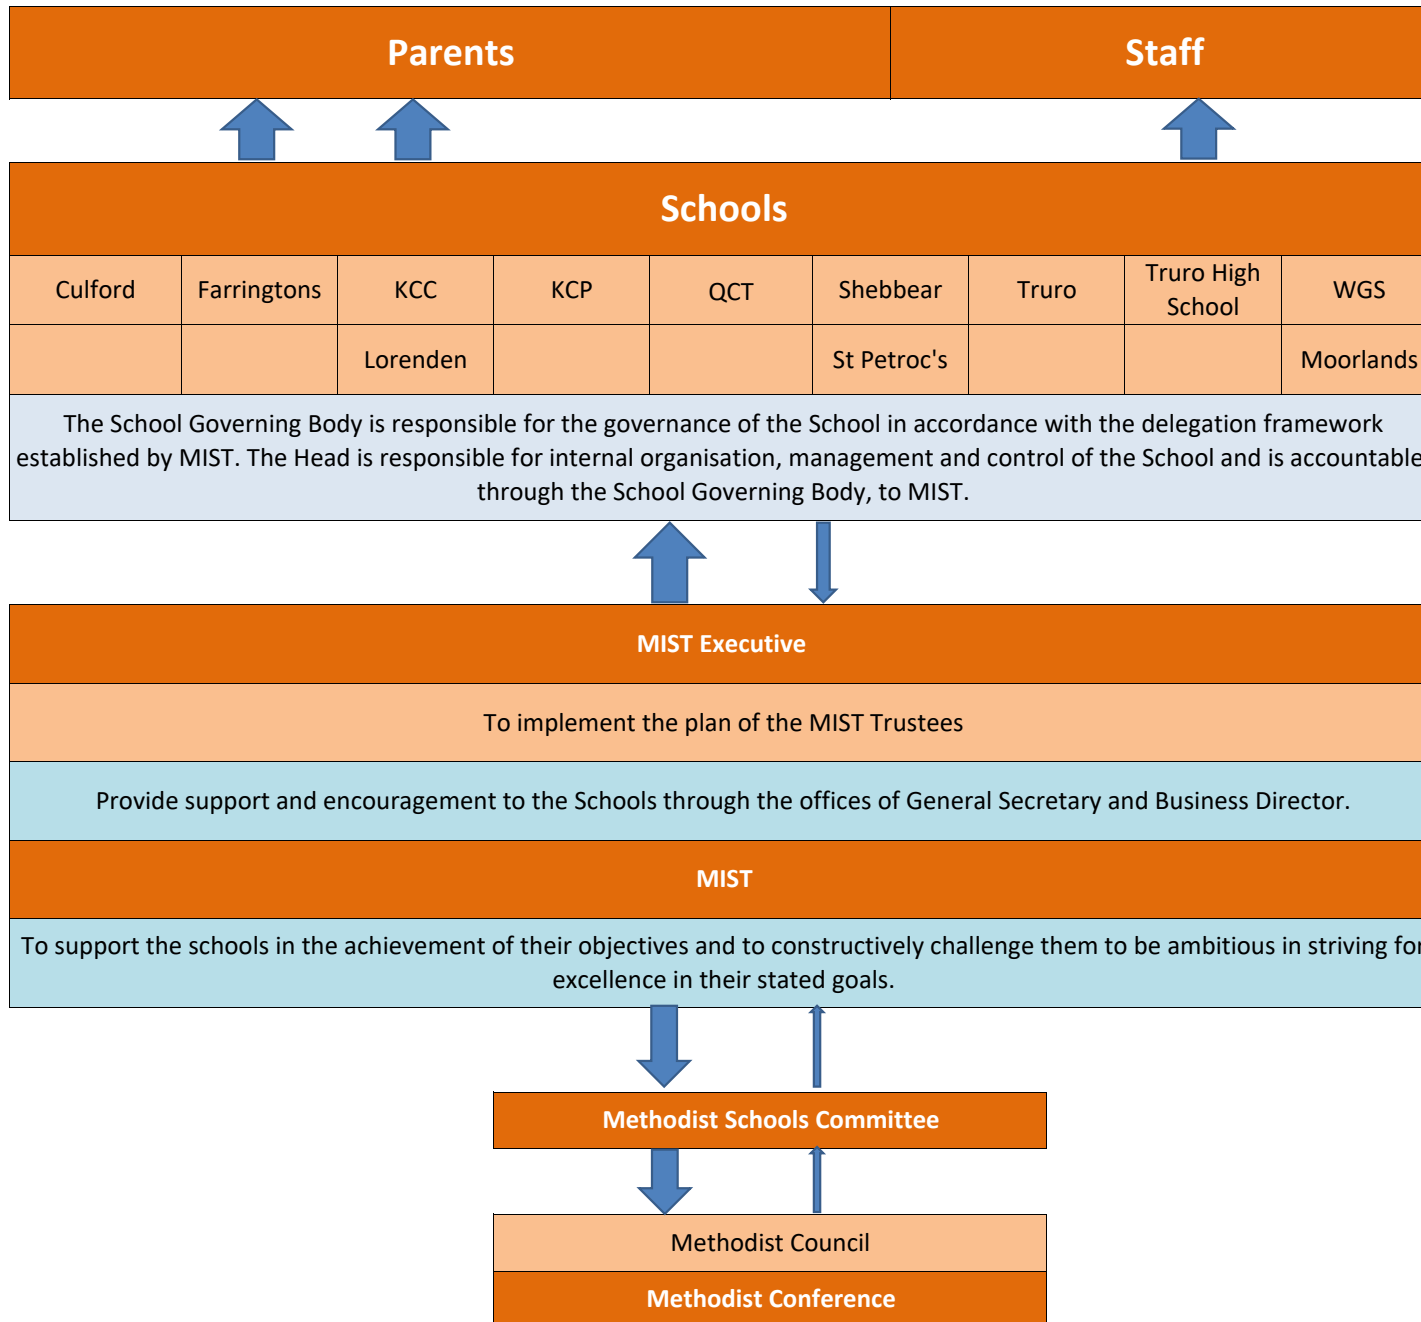 Parents
Staff
Schools
Culford
Farringtons
KCC
KCP
QCT
Shebbear
Truro
Truro High
School
WGS
Lorenden
St Petroc's
Moorlands
The School Governing Body is responsible for the governance of the School in accordance with the delegation framework
established by MIST. The Head is responsible for internal organisation, management and control of the School and is accountable
through the School Governing Body, to MIST.
MIST Executive
To implement the plan of the MIST Trustees
Provide support and encouragement to the Schools through the offices of General Secretary and Business Director.
MIST
To support the schools in the achievement of their objectives and to constructively challenge them to be ambitious in striving for
excellence in their stated goals.
Methodist Schools Committee
Methodist Council
Methodist Conference